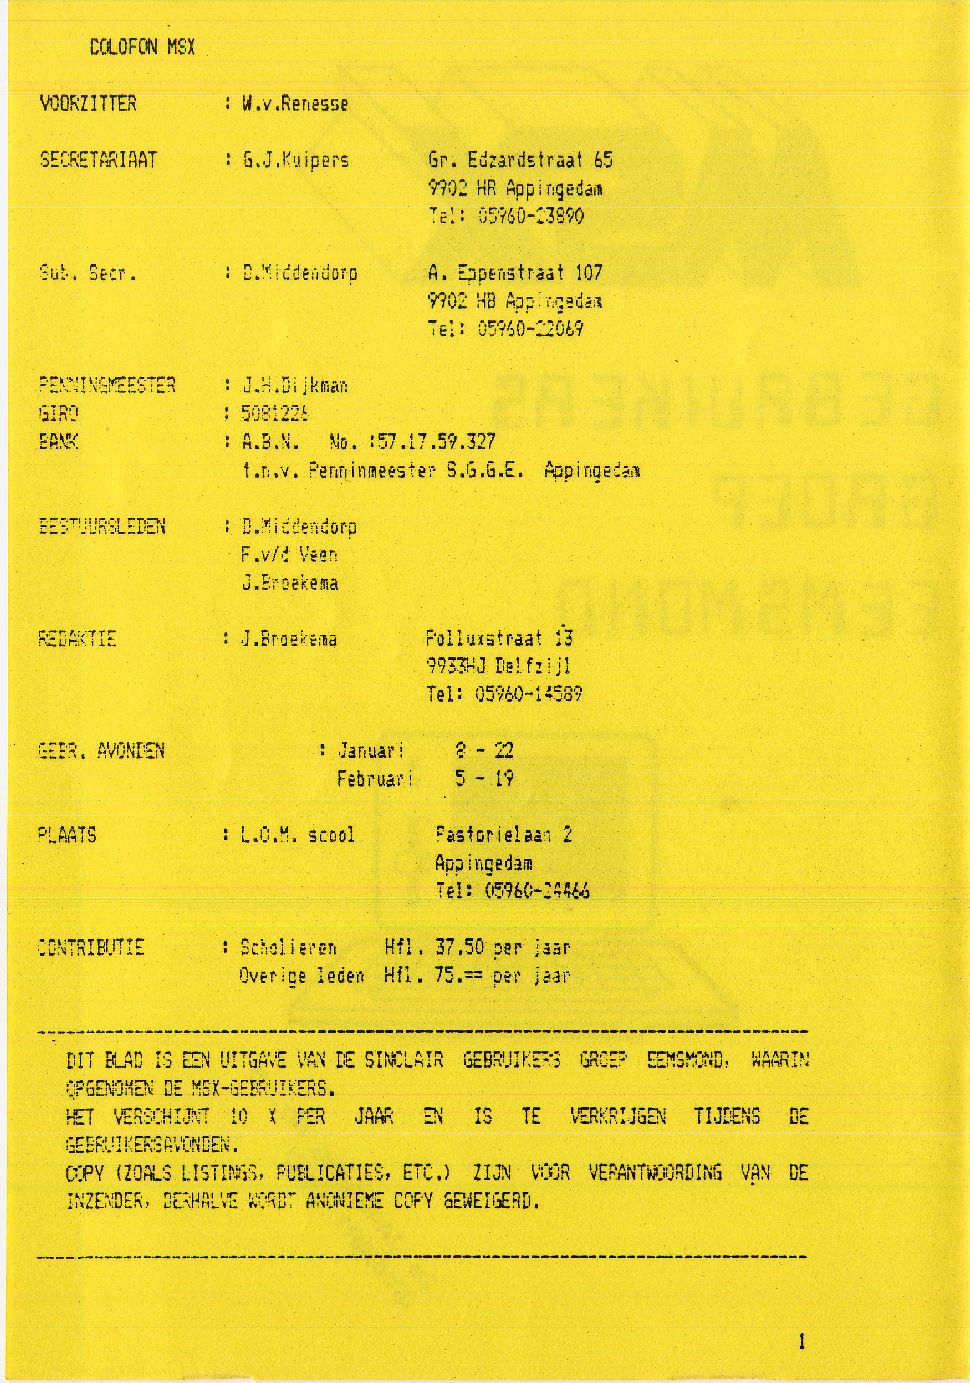 COLOFON MSX
VOORZITTER : W.v.Renesse
SECRETARIAAT : G.J.Kuipers Gr. Edzardstraat 65
9902 HR Appingedam
Tel: 05960-23890
Sub. Secr. : D.Middendorp A. Eppenstraat 107
9902 HB Appingedam
Tel: 05960-22069
PENNINGMEESTER : J.H.Dijkman
GIRO : 5081226
BANK : A.B.N. No. :57.17.59.327
t.n.v. Penninmeester S.G.G.E. Appingedam
BESTUURSLEDEN : D.Middendorp
F.v/d Veen
J.Broekema
REDAKTIE : J.Broekema Polluxstraat 13
9933HJ Delfzijl
Tel: 05960-14589
GEBR. AVONDEN : Januari 8 - 22
Februari 5 - 19
PLAATS : L.O.M. scool Pastorielaan 2
Appingedam
Tel: 05960-24466
CONTRIBUTIE : Scholieren Hfl. 37.50 per jaar
Overige leden Hfl. 75.== per jaar
DIT BLAD IS EEN UITGAVE VAN DE SINCLAIR GEBRUIKERS GROEP EEMSMOND, WAARIN
OPGENOMEN DE MSX-GEBRUIKERS.
HET VERSCHIJNT 10 X PER JAAR EN IS TE VERKRIJGEN TIJDENS DE
GEBRUIKERSAVONDEN.
COPY (ZOALS LISTINGS, PUBLICATIES, ETC.) ZIJN VOOR VERANTWOORDING VAN DE
INZENDER, DERHALVE WORDT ANONIEME COPY GEWEIGERD.
1